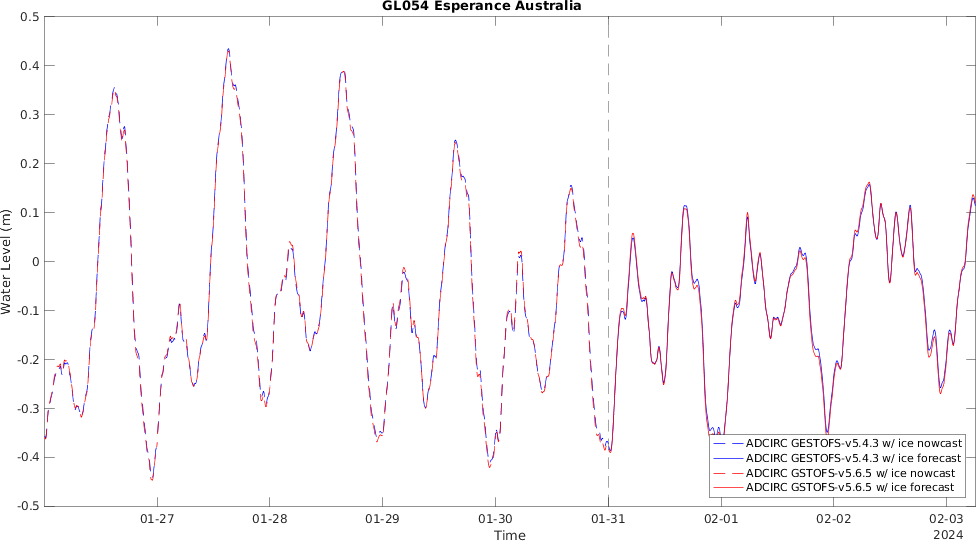 GL054 Esperance Australia
0.5
0.4
0.3
0.2
0.1
0
-0.1
-0.2
-0.3
-0.4
-0.5
Water Level (m)
ADCIRC GESTOFS-v5.4.3 w/ ice nowcast
ADCIRC GESTOFS-v5.4.3 w/ ice forecast
ADCIRC GSTOFS-v5.6.5 w/ ice nowcast
ADCIRC GSTOFS-v5.6.5 w/ ice forecast
01-27 01-28 01-29 01-30 01-31 02-01 02-02 02-03
2024
Time